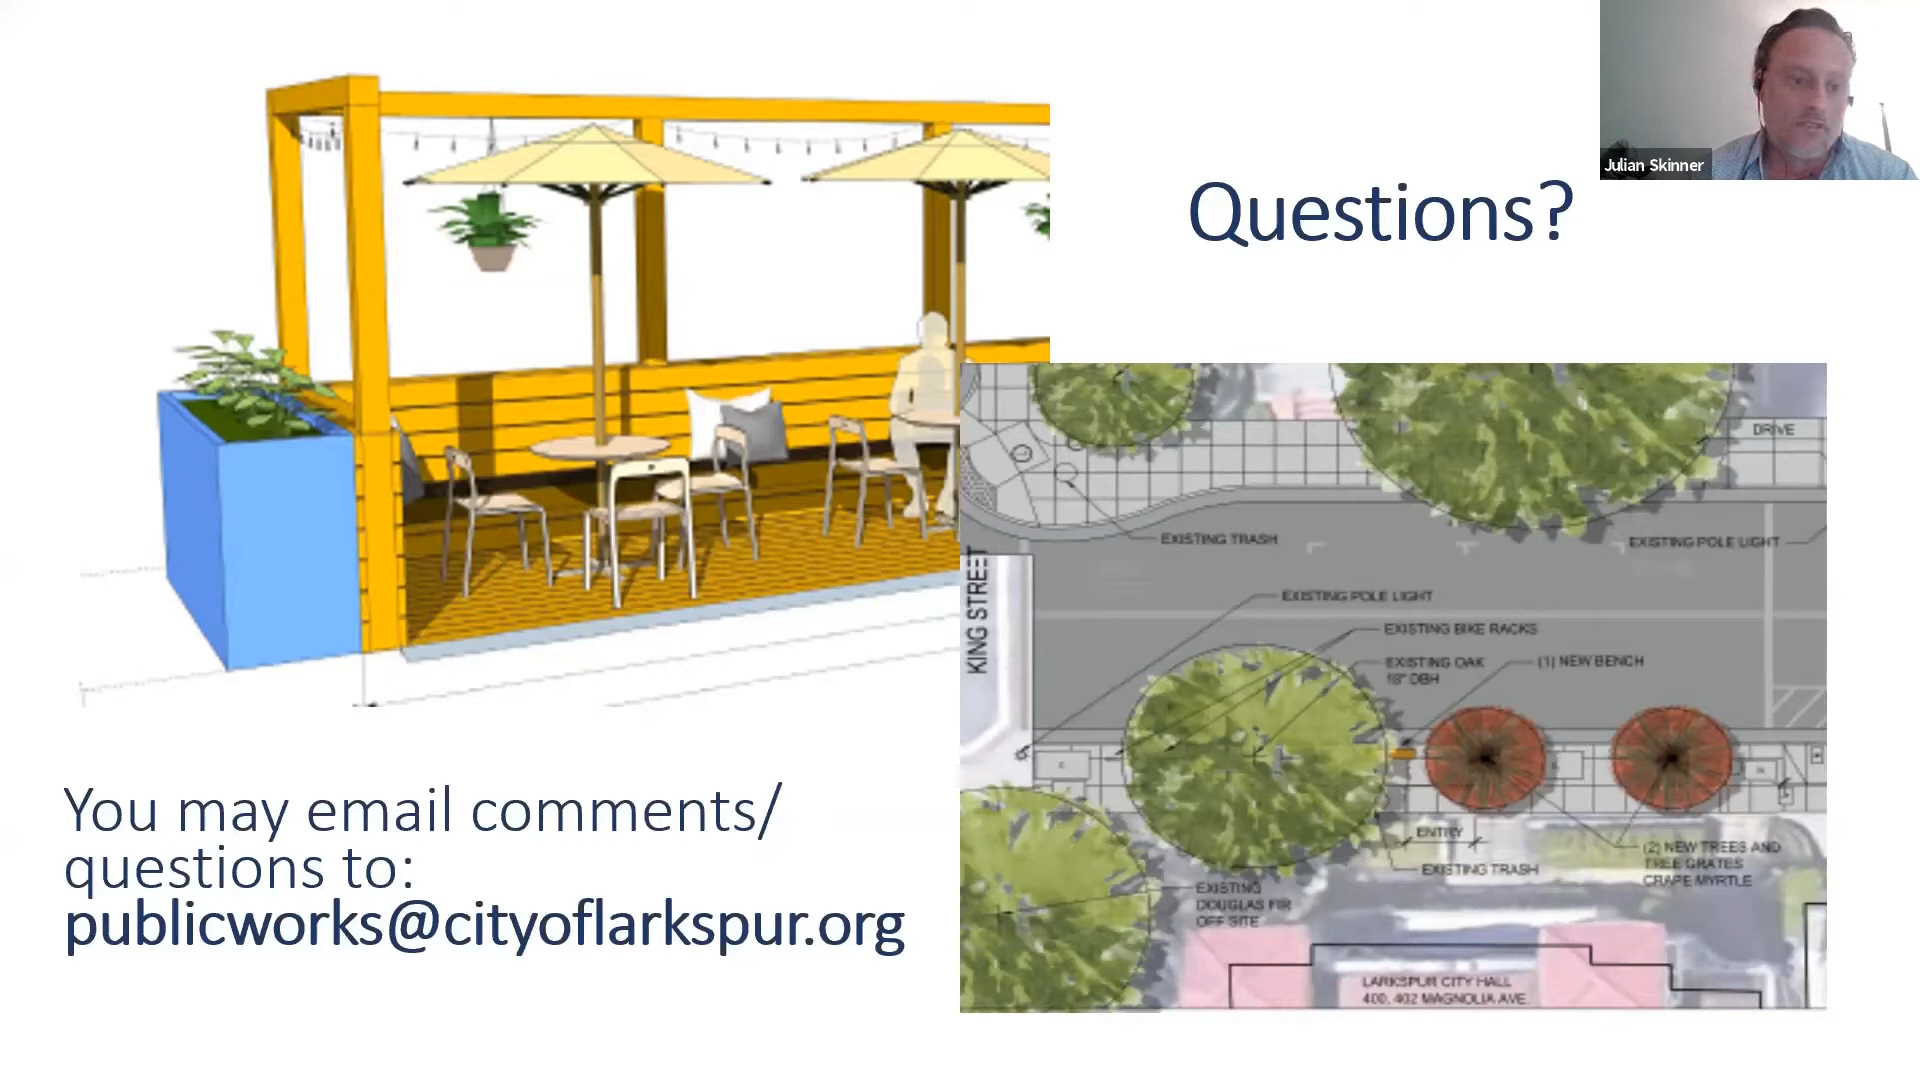 Julian Skinner
Questions?
DRIVE
EXISTING TRASH
EXISTING POLE LIGHT
KING STREET
EXISTING POLE LIGHT
EXISTING BIKE RACKS
EXISTING OAK
18" DBH
(1) NEW BENCH
ENTRY
EXISTING TRASH
(2) NEW TREES AND
TREE GRATES
CRAPE MYRTLE
EXISTING
DOUGLAS FIR
OFF SITE
LARKSPUR CITY HALL
400, 402 MAGNOLIA AVE.
You may email comments/
questions to:
publicworks@cityoflarkspur.org